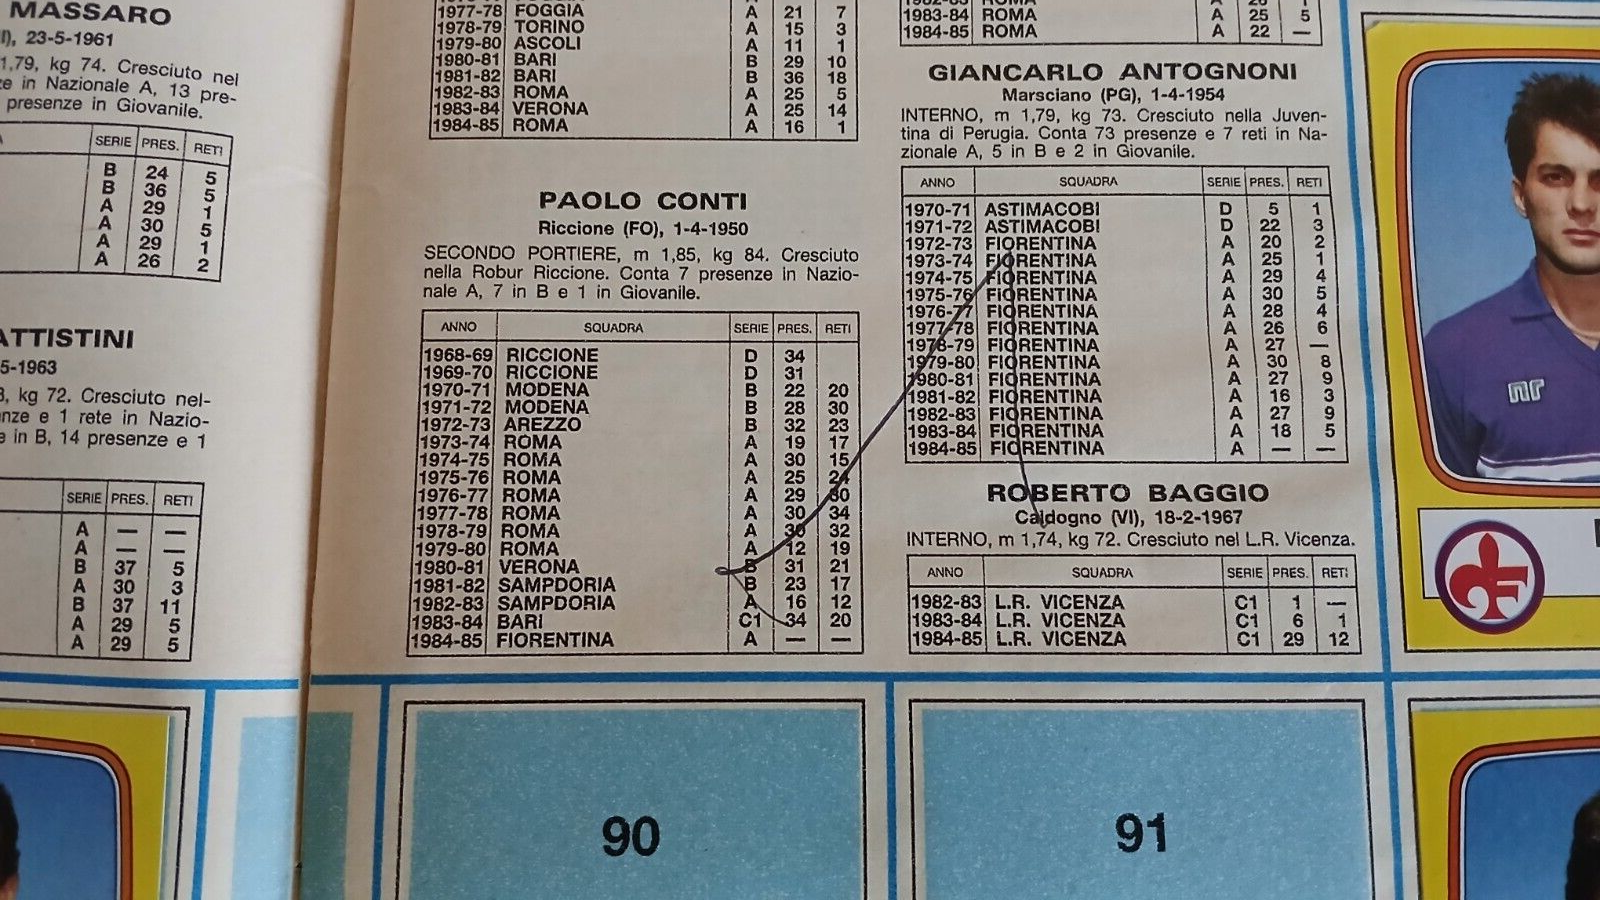 MASSARO
23-5-1961
1,79, kg 74. Cresciuto nel
in Nazionale A, 13 pre-
presenze in Giovanile.
SERIE PRES. RETI
B 24 5
B 36 5
A 29 1
A 30 5
A 29 1
A 26 2
ATTISTINI
5-1963
kg 72. Cresciuto nel-
e 1 rete in Nazio-
in B, 14 presenze e 1
SERIE PRES. RETI
A — —
A — —
B 37 5
A 30 3
B 37 11
A 29 5
A 29 5
1977-78 FOGGIA A 21 7
1978-79 TORINO A 15 3
1979-80 ASCOLI A 11 1
1980-81 BARI B 29 10
1981-82 BARI B 36 18
1982-83 ROMA A 25 5
1983-84 VERONA A 25 14
1984-85 ROMA A 16 1
PAOLO CONTI
Riccione (FO), 1-4-1950
SECONDO PORTIERE, m 1,85, kg 84. Cresciuto
nella Robur Riccione. Conta 7 presenze in Nazio-
nale A, 7 in B e 1 in Giovanile.
ANNO SQUADRA SERIE PRES. RETI
1968-69 RICCIONE D 34
1969-70 RICCIONE D 31
1970-71 MODENA B 22 20
1971-72 MODENA B 28 30
1972-73 AREZZO B 32 23
1973-74 ROMA A 19 17
1974-75 ROMA A 30 15
1975-76 ROMA A 25 24
1976-77 ROMA A 29 30
1977-78 ROMA A 30 34
1978-79 ROMA A 30 32
1979-80 ROMA A 12 19
1980-81 VERONA B 31 21
1981-82 SAMPDORIA B 23 17
1982-83 SAMPDORIA A 16 12
1983-84 BARI C1 34 20
1984-85 FIORENTINA A — —
1983-84 ROMA A 25 5
1984-85 ROMA A 22 —
GIANCARLO ANTOGNONI
Marsciano (PG), 1-4-1954
INTERNO, m 1,79, kg 73. Cresciuto nella Juven-
tina di Perugia. Conta 73 presenze e 7 reti in Na-
zionale A, 5 in B e 2 in Giovanile.
ANNO SQUADRA SERIE PRES. RETI
1970-71 ASTIMACOBI D 5 1
1971-72 ASTIMACOBI D 22 3
1972-73 FIORENTINA A 20 2
1973-74 FIORENTINA A 25 1
1974-75 FIORENTINA A 29 4
1975-76 FIORENTINA A 30 5
1976-77 FIORENTINA A 28 4
1977-78 FIORENTINA A 26 6
1978-79 FIORENTINA A 27 —
1979-80 FIORENTINA A 30 8
1980-81 FIORENTINA A 27 9
1981-82 FIORENTINA A 16 3
1982-83 FIORENTINA A 27 9
1983-84 FIORENTINA A 18 5
1984-85 FIORENTINA A — —
ROBERTO BAGGIO
Caldogno (VI), 18-2-1967
INTERNO, m 1,74, kg 72. Cresciuto nel L.R. Vicenza.
ANNO SQUADRA SERIE PRES. RETI
1982-83 L.R. VICENZA C1 1 —
1983-84 L.R. VICENZA C1 6 1
1984-85 L.R. VICENZA C1 29 12
90
91
nr
F